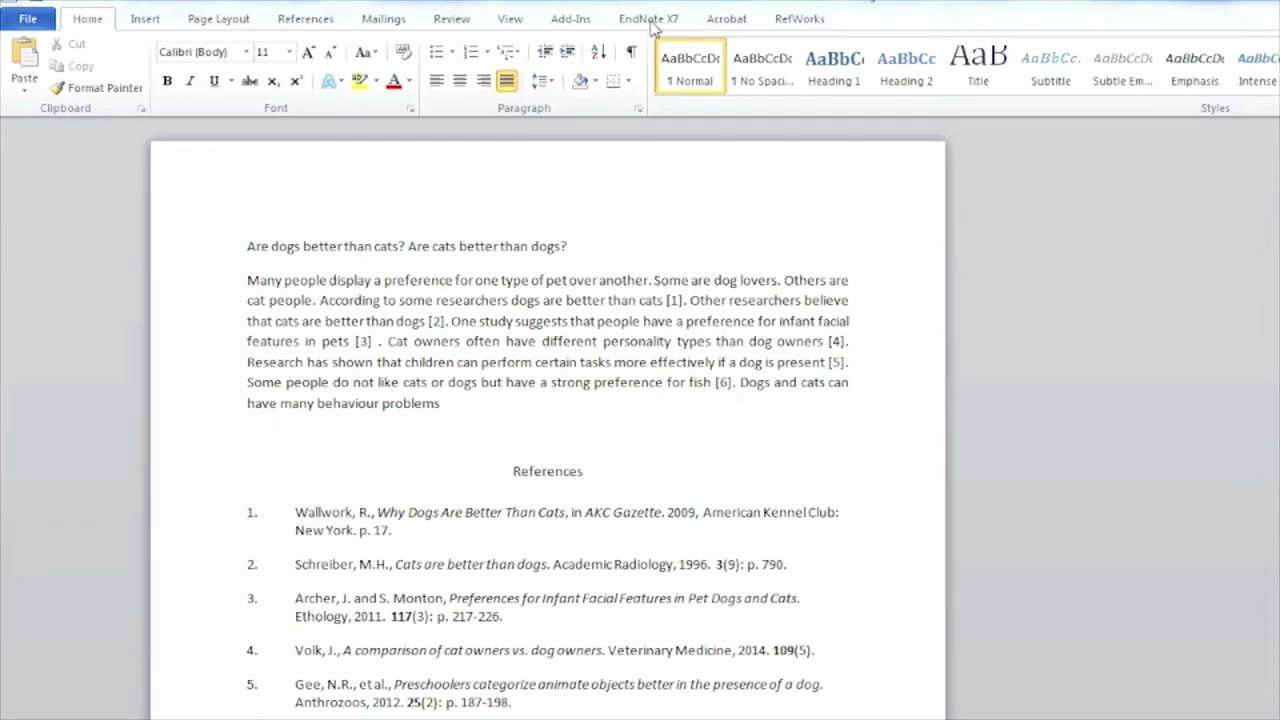 File Home Insert Page Layout References Mailings Review View Add-Ins EndNote X7 Acrobat RefWorks
Paste
Cut
Copy
Format Painter
Clipboard
Calibri (Body) 11 Aa
B I U abc x₂ x² A ab A
Font
Paragraph
AaBbCcDc AaBbCcDc AaBbC AaBbCc AaB AaBbCc. AaBbCcDc AaBbCcDc AaBbCc
¶ Normal ¶ No Spaci... Heading 1 Heading 2 Title Subtitle Subtle Em... Emphasis Intense
Styles
Are dogs better than cats? Are cats better than dogs?
Many people display a preference for one type of pet over another. Some are dog lovers. Others are
cat people. According to some researchers dogs are better than cats [1]. Other researchers believe
that cats are better than dogs [2]. One study suggests that people have a preference for infant facial
features in pets [3] . Cat owners often have different personality types than dog owners [4].
Research has shown that children can perform certain tasks more effectively if a dog is present [5].
Some people do not like cats or dogs but have a strong preference for fish [6]. Dogs and cats can
have many behaviour problems
References
1. Wallwork, R., Why Dogs Are Better Than Cats, in AKC Gazette. 2009, American Kennel Club:
New York. p. 17.
2. Schreiber, M.H., Cats are better than dogs. Academic Radiology, 1996. 3(9): p. 790.
3. Archer, J. and S. Monton, Preferences for Infant Facial Features in Pet Dogs and Cats.
Ethology, 2011. 117(3): p. 217-226.
4. Volk, J., A comparison of cat owners vs. dog owners. Veterinary Medicine, 2014. 109(5).
5. Gee, N.R., et al., Preschoolers categorize animate objects better in the presence of a dog.
Anthrozoos, 2012. 25(2): p. 187-198.